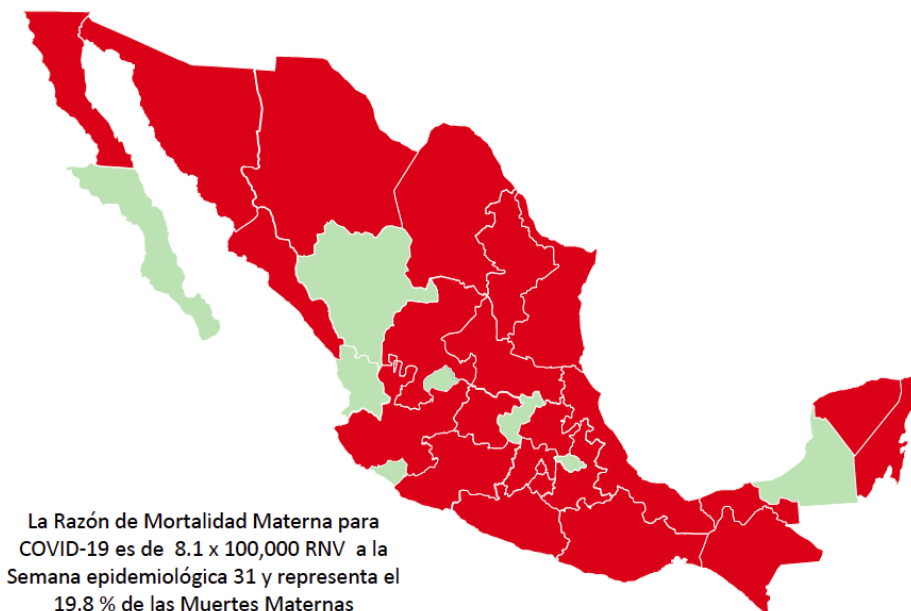 La Razón de Mortalidad Materna para
COVID-19 es de 8.1 x 100,000 RNV a la
Semana epidemiológica 31 y representa el
19.8 % de las Muertes Maternas